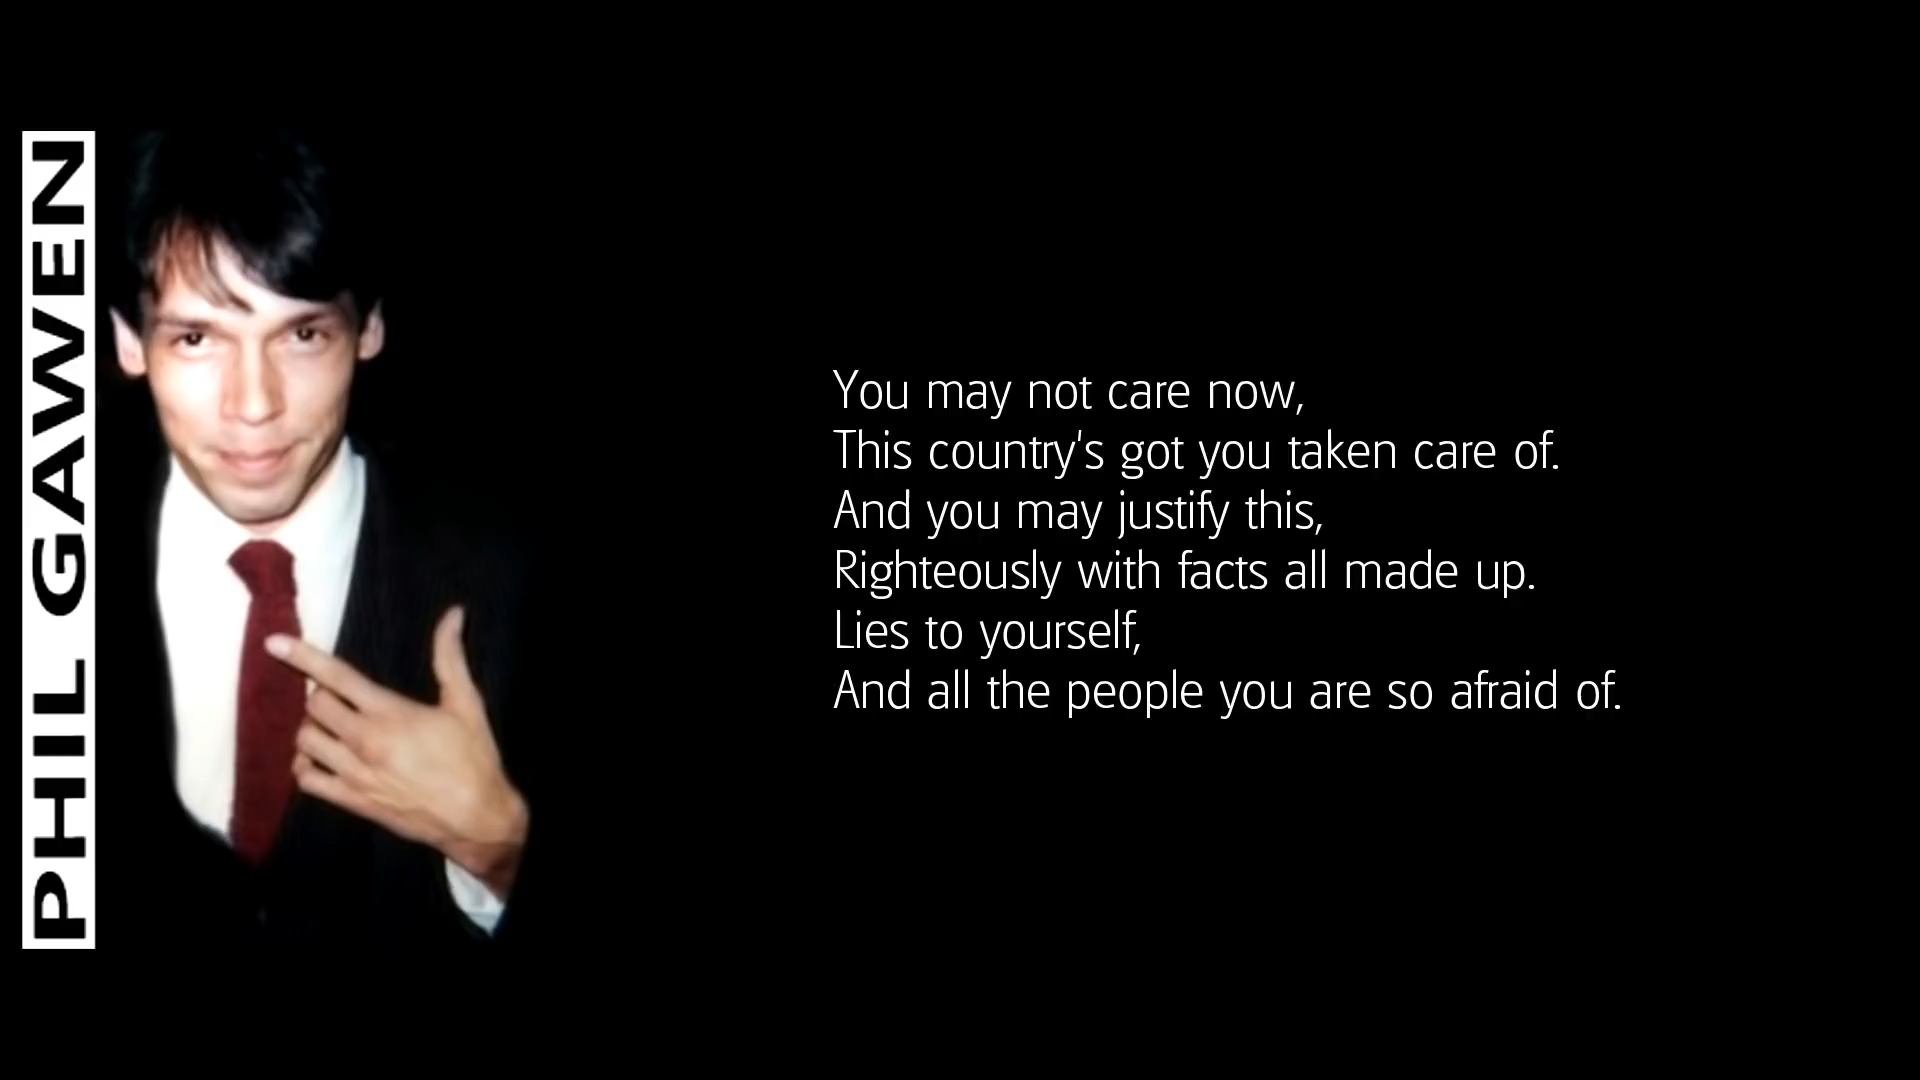 PHIL GAWEN
You may not care now,
This country's got you taken care of.
And you may justify this,
Righteously with facts all made up.
Lies to yourself,
And all the people you are so afraid of.